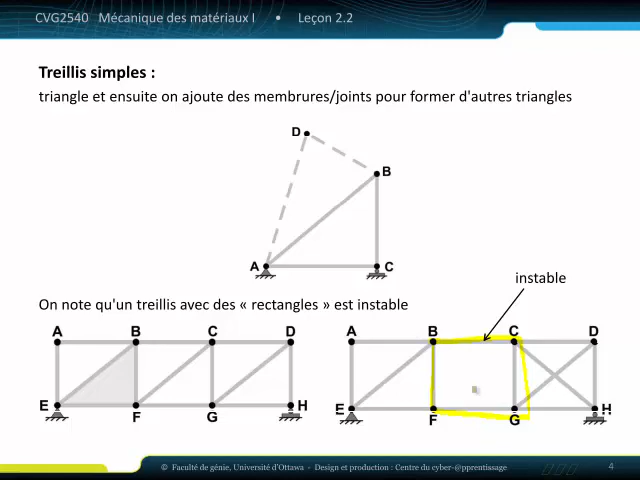 CVG2540 Mécanique des matériaux I • Leçon 2.2
Treillis simples :
triangle et ensuite on ajoute des membrures/joints pour former d'autres triangles
D
B
A
C
instable
On note qu'un treillis avec des « rectangles » est instable
A B C D
E F G H
A B C D
E F G H
© Faculté de génie, Université d'Ottawa - Design et production : Centre du cyber-@pprentissage
4